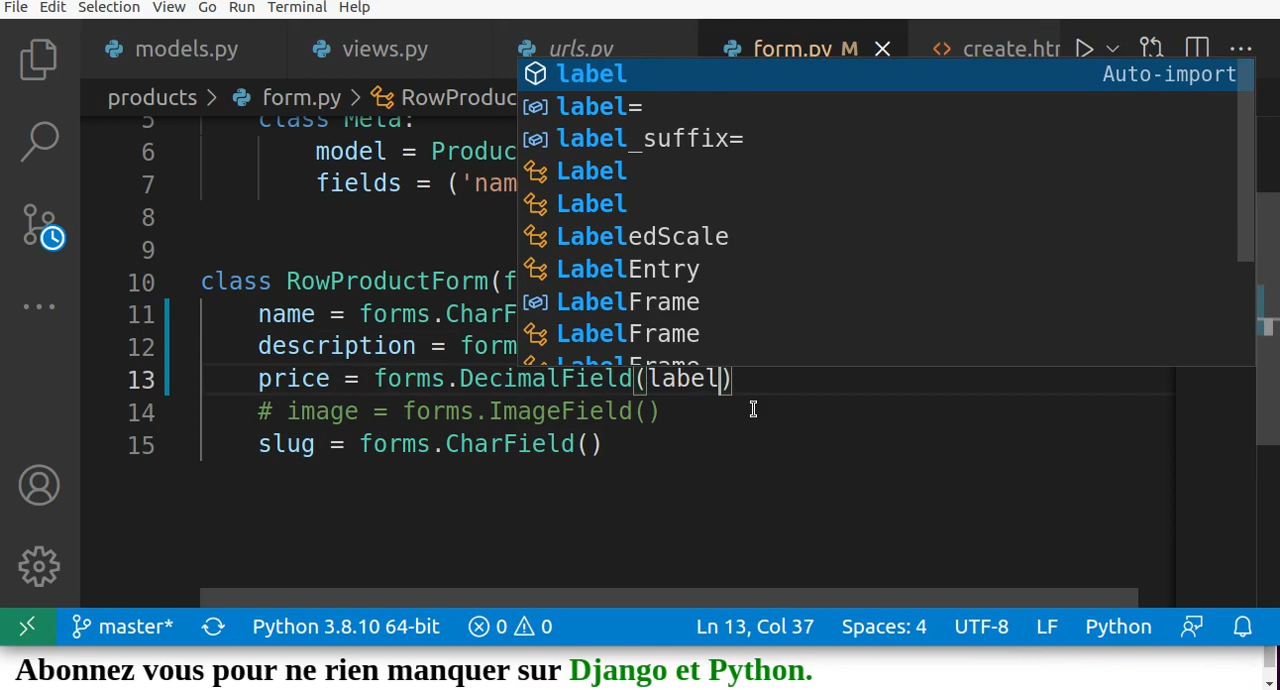 File Edit Selection View Go Run Terminal Help
models.py views.py urls.py form.py M create.htr
products > form.py > RowProduc
5 class Meta:
6 model = Produc
7 fields = ('nam
8
9
10 class RowProductForm(f
11 name = forms.CharF
12 description = form
13 price = forms.DecimalField(label)
14 # image = forms.ImageField()
15 slug = forms.CharField()
label Auto-import
label=
label_suffix=
Label
Label
LabeledScale
LabelEntry
LabelFrame
LabelFrame
LabelFrame
master* Python 3.8.10 64-bit 0 0 Ln 13, Col 37 Spaces: 4 UTF-8 LF Python
Abonnez vous pour ne rien manquer sur Django et Python.